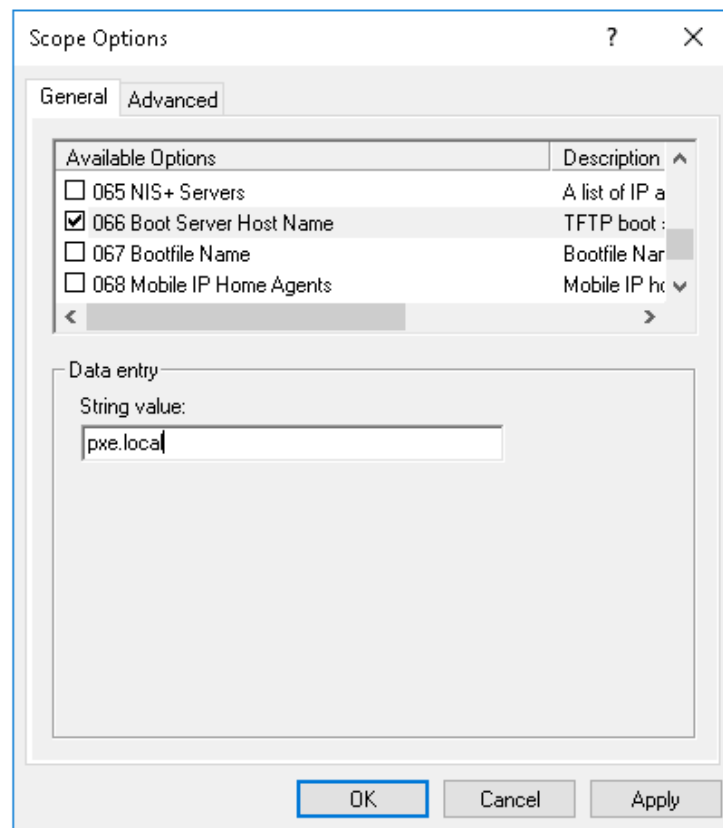 Scope Options
?
General
Advanced
Available Options
Description
065 NIS+ Servers
A list of IP a
066 Boot Server Host Name
TFTP boot
067 Bootfile Name
Bootfile Nar
068 Mobile IP Home Agents
Mobile IP
Data entry
String value:
pxe.local
OK
Cancel
Apply